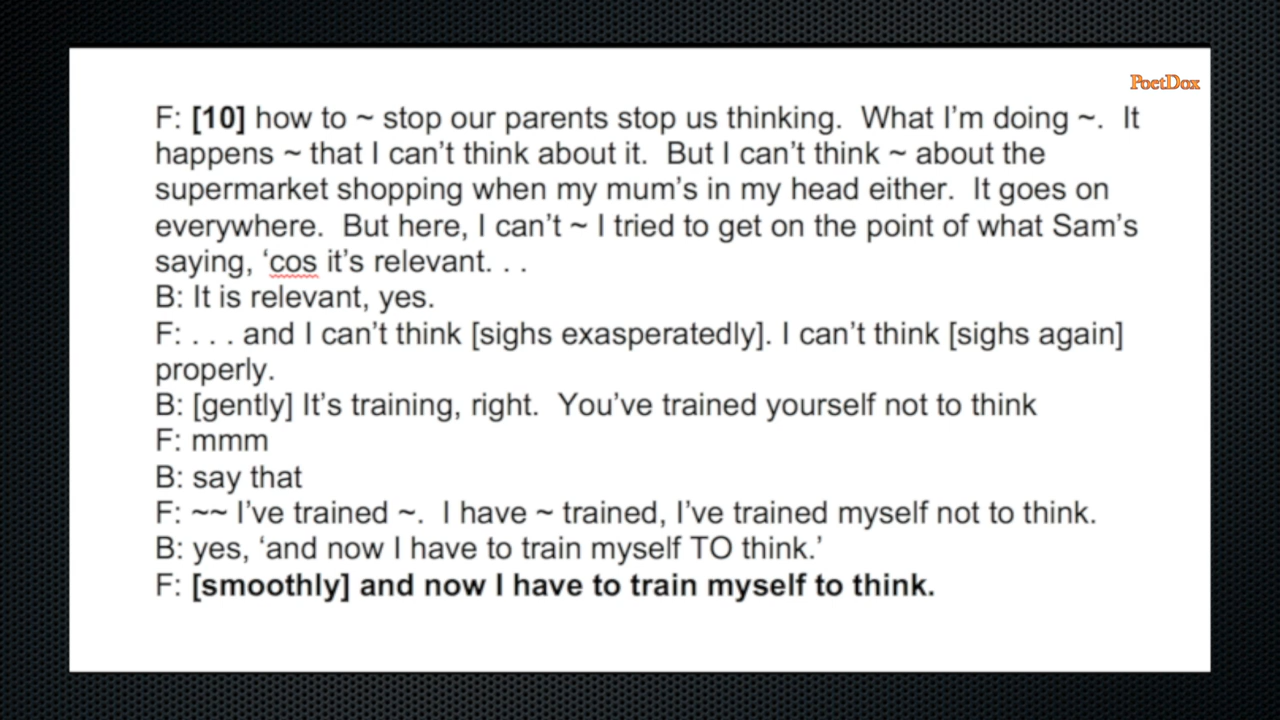 PoetDox
F: [10] how to ~ stop our parents stop us thinking.  What I'm doing ~.  It
happens ~ that I can't think about it.  But I can't think ~ about the
supermarket shopping when my mum's in my head either.  It goes on
everywhere.  But here, I can't ~ I tried to get on the point of what Sam's
saying, ‘cos it's relevant. . .
B: It is relevant, yes.
F: . . . and I can't think [sighs exasperatedly]. I can't think [sighs again]
properly.
B: [gently] It's training, right.  You've trained yourself not to think
F: mmm
B: say that
F: ~~ I've trained ~.  I have ~ trained, I've trained myself not to think.
B: yes, ‘and now I have to train myself TO think.’
F: [smoothly] and now I have to train myself to think.